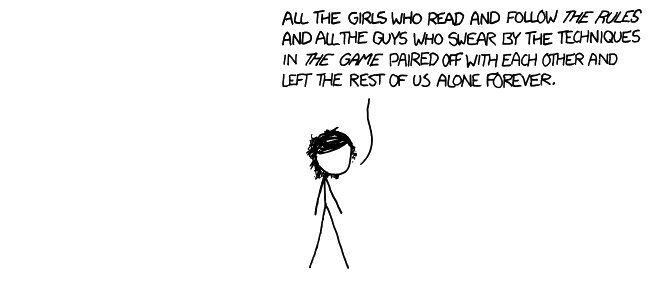 ALL THE GIRLS WHO READ AND FOLLOW THE RULES
AND ALL THE GUYS WHO SWEAR BY THE TECHNIQUES
IN THE GAME PAIRED OFF WITH EACH OTHER AND
LEFT THE REST OF US ALONE FOREVER.